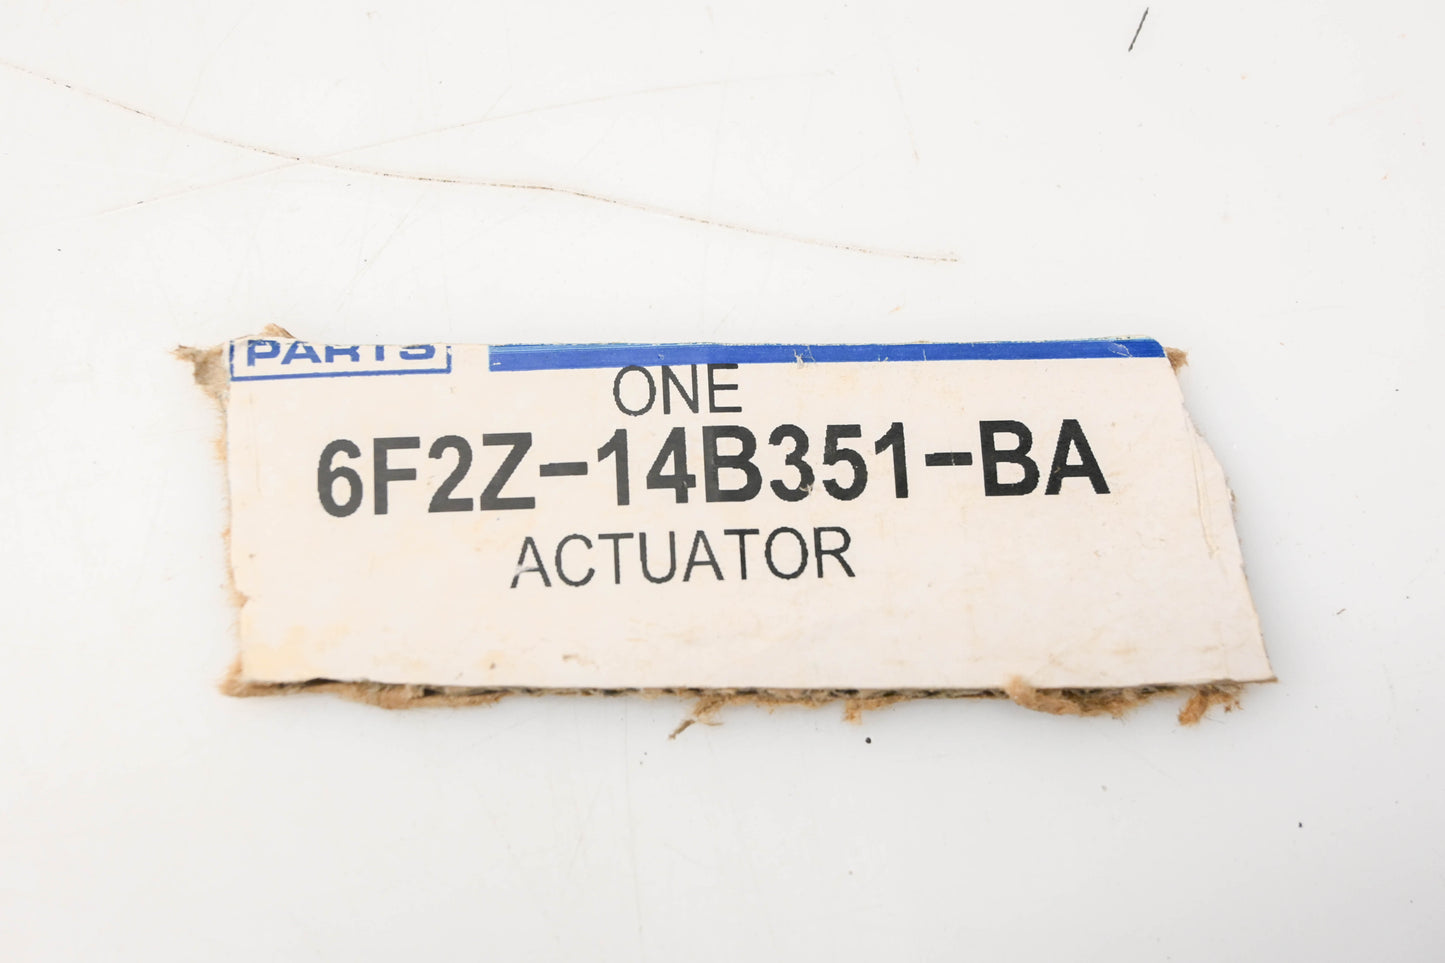 PARTS
ONE
6F2Z-14B351-BA
ACTUATOR